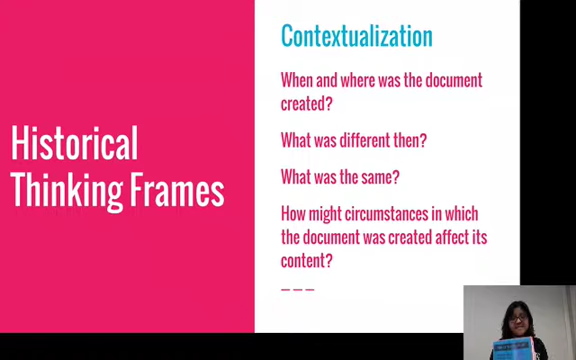 Historical
Thinking Frames
Contextualization
When and where was the document
created?
What was different then?
What was the same?
How might circumstances in which
the document was created affect its
content?